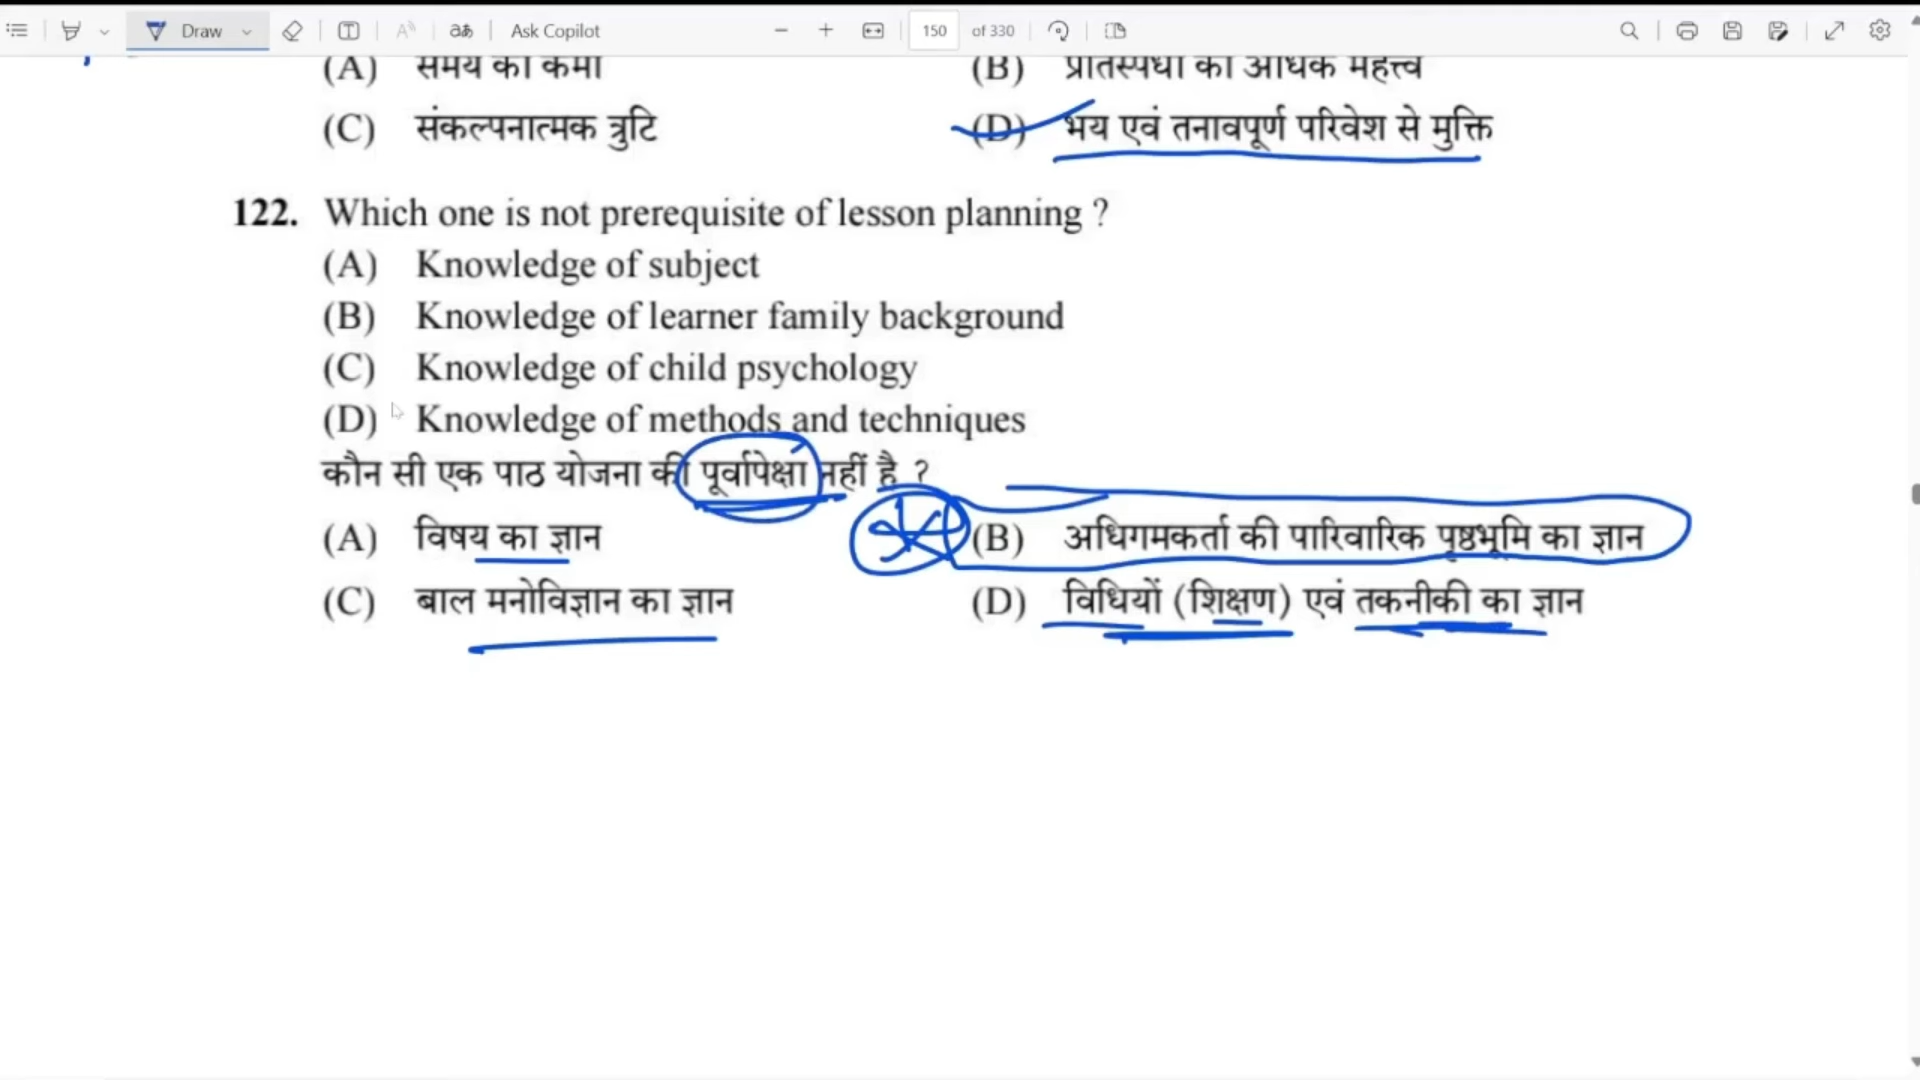 Draw
Ask Copilot
150 of 330
(A) समय की कमी (B) प्रतिस्पर्धा को अधिक महत्त्व
(C) संकल्पनात्मक त्रुटि (D) भय एवं तनावपूर्ण परिवेश से मुक्ति
122. Which one is not prerequisite of lesson planning ?
(A) Knowledge of subject
(B) Knowledge of learner family background
(C) Knowledge of child psychology
(D) Knowledge of methods and techniques
कौन सी एक पाठ योजना की पूर्वापेक्षा नहीं है ?
(A) विषय का ज्ञान (B) अधिगमकर्ता की पारिवारिक पृष्ठभूमि का ज्ञान
(C) बाल मनोविज्ञान का ज्ञान (D) विधियों (शिक्षण) एवं तकनीकी का ज्ञान